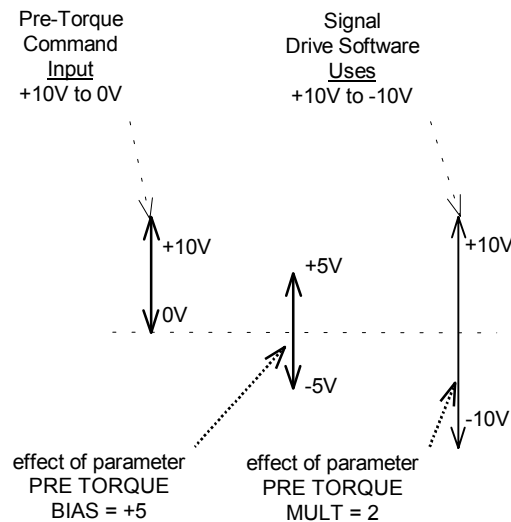 Pre-Torque
Command
Input
+10V to 0V
Signal
Drive Software
Uses
+10V to -10V
+10V
0V
+5V
-5V
+10V
-10V
effect of parameter
PRE TORQUE
BIAS = +5
effect of parameter
PRE TORQUE
MULT = 2